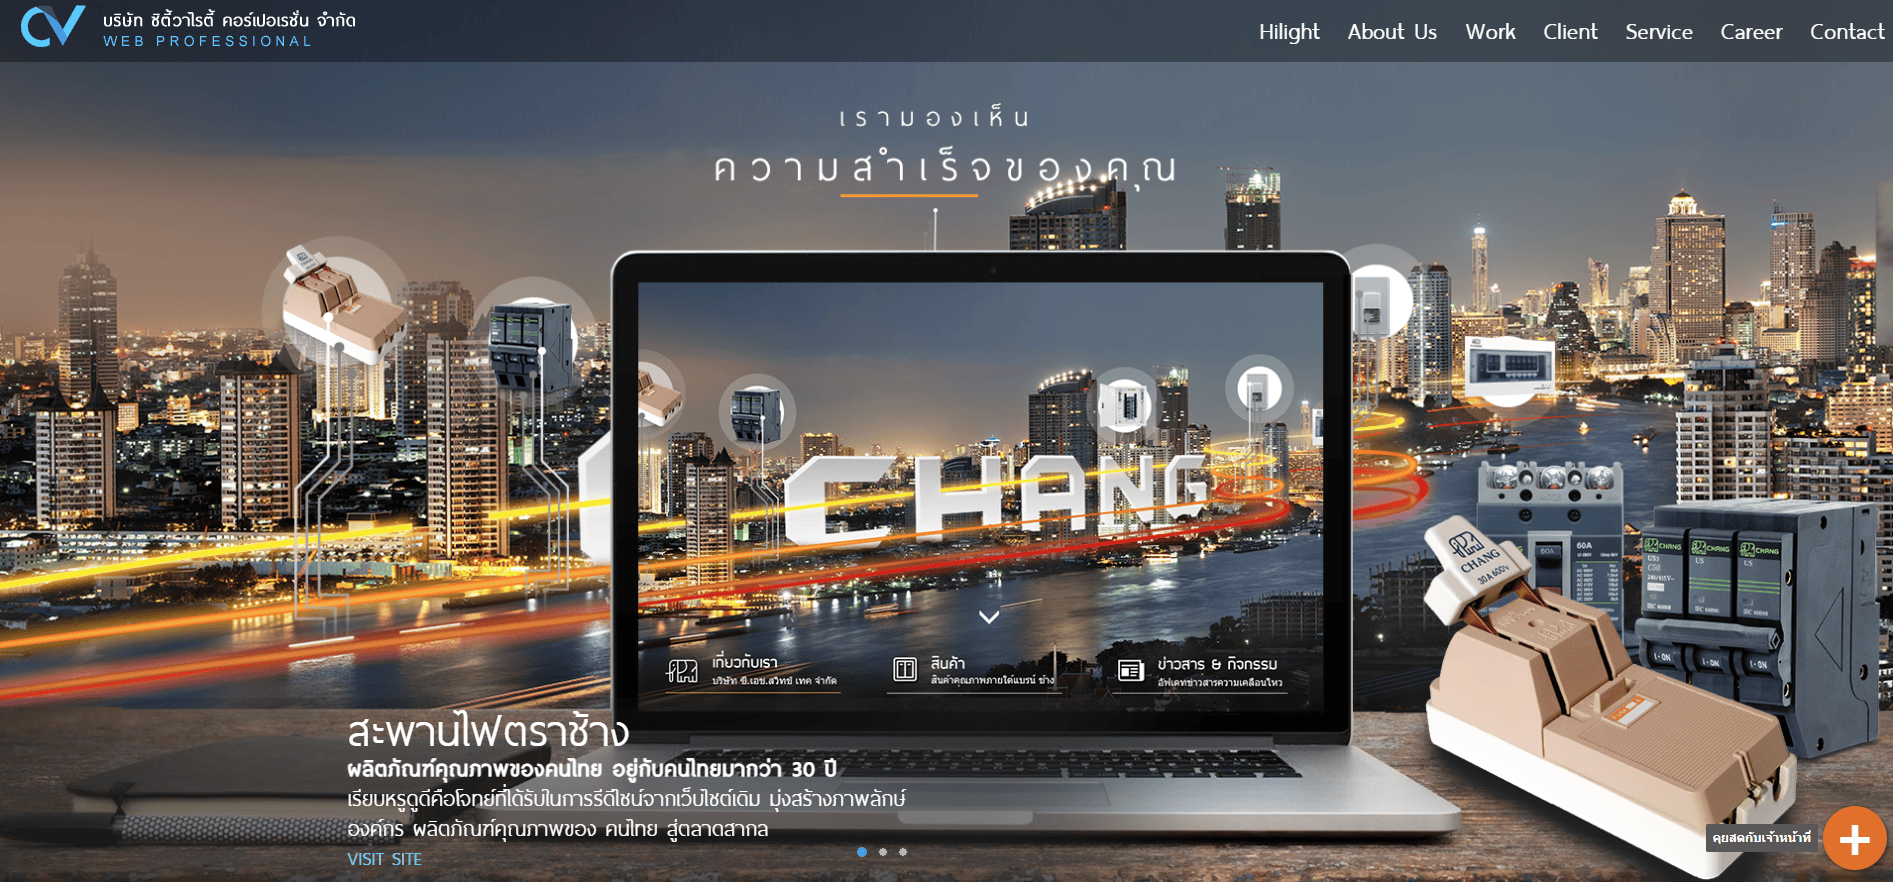 บริษัท ซิตี้วาไรตี้ คอร์เปอเรชั่น จำกัด
WEB PROFESSIONAL
Hilight About Us Work Client Service Career Contact
เรามองเห็น
ความสำเร็จของคุณ
CHANG
เกี่ยวกับเรา
บริษัท ซี.เอช.สวิทซ์ เทค จำกัด
สินค้า
สินค้าคุณภาพภายใต้แบรน์ ช้าง
ข่าวสาร & กิจกรรม
อัพเดทข่าวสารความเคลื่อนไหว
CHANG
30A 600V
60A
60A
CHANG
CHANG
CHANG
US
US
I · ON
I · ON
I · ON
สะพานไฟตราช้าง
ผลิตภัณฑ์คุณภาพของคนไทย อยู่กับคนไทยมากว่า 30 ปี
เรียบหรูดูดีคือโจทย์ที่ได้รับในการรีดีไซน์จากเว็บไซต์เดิม มุ่งสร้างภาพลักษ์
องค์กร ผลิตภัณฑ์คุณภาพของ คนไทย สู่ตลาดสากล
VISIT SITE
คุยสดกับเจ้าหน้าที่